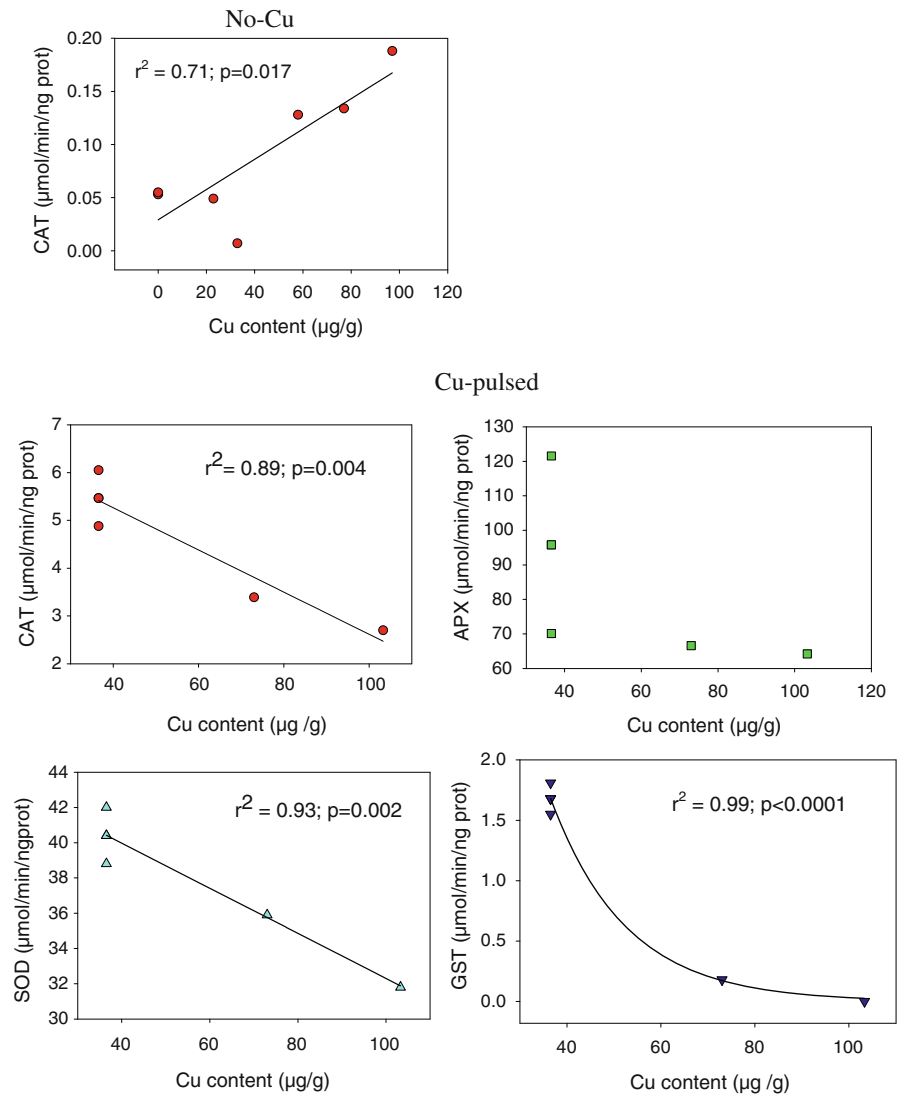 No-Cu
r² = 0.71; p=0.017
CAT (µmol/min/ng prot)
0.20
0.15
0.10
0.05
0.00
0 20 40 60 80 100 120
Cu content (µg/g)
Cu-pulsed
r²= 0.89; p=0.004
CAT (µmol/min/ng prot)
7
6
5
4
3
2
40 60 80 100
Cu content (µg /g)
APX (µmol/min/ng prot)
130
120
110
100
90
80
70
60
40 60 80 100 120
Cu content (µg/g)
r² = 0.93; p=0.002
SOD (µmol/min/ngprot)
44
42
40
38
36
34
32
30
40 60 80 100
Cu content (µg/g)
r² = 0.99; p<0.0001
GST (µmol/min/ng prot)
2.0
1.5
1.0
0.5
0.0
40 60 80 100
Cu content (µg /g)